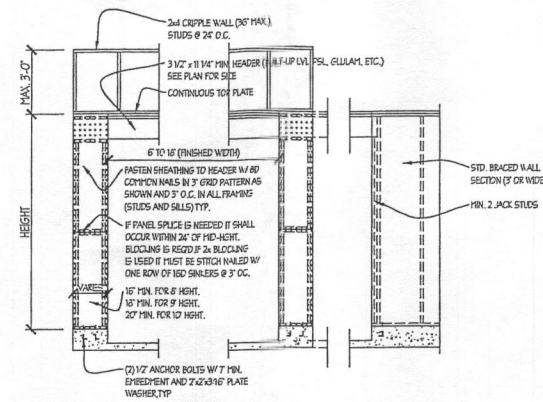 2x4 CRIPPLE WALL (36" MAX.)
STUDS @ 24" O.C.
3 1/2" x 11 1/4" MIN. HEADER (BUILT-UP LVL, PSL, GLULAM, ETC.)
SEE PLAN FOR SIZE
CONTINUOUS TOP PLATE
MAX. 3'-0"
6' TO 18' (FINISHED WIDTH)
FASTEN SHEATHING TO HEADER W/ 8D
COMMON NAILS IN 3" GRID PATTERN AS
SHOWN AND 3" O.C. IN ALL FRAMING
(STUDS AND SILLS) TYP.
STD. BRACED WALL
SECTION (3' OR WIDE
MIN. 2 JACK STUDS
HEIGHT
IF PANEL SPLICE IS NEEDED IT SHALL
OCCUR WITHIN 24" OF MID-HGHT.
BLOCKING IS REQ'D. IF 2x BLOCKING
IS USED IT MUST BE STITCH NAILED W/
ONE ROW OF 16D SINKERS @ 3" OC.
VARIES
16" MIN. FOR 8' HGHT.
18" MIN. FOR 9' HGHT.
20" MIN. FOR 10' HGHT.
(2) 1/2" ANCHOR BOLTS W/ 7" MIN.
EMBEDMENT AND 2"x2"x3/16" PLATE
WASHER, TYP